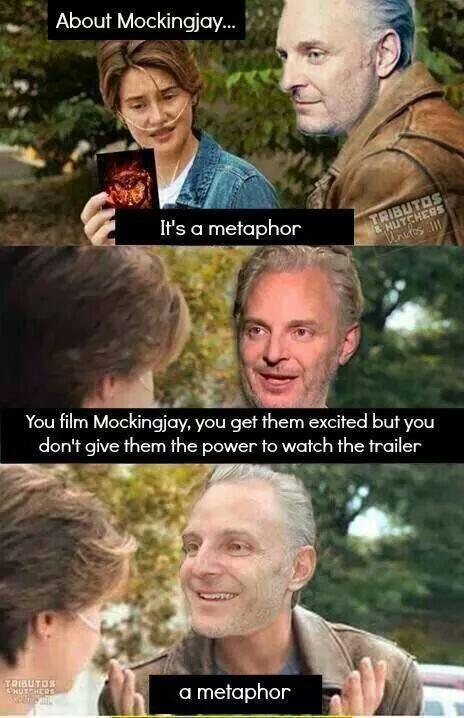 About Mockingjay...
TRIBUTOS
& HUTCHERS
Unidos !!!
It's a metaphor
You film Mockingjay, you get them excited but you
don't give them the power to watch the trailer
TRIBUTOS
& HUTCHERS
a metaphor